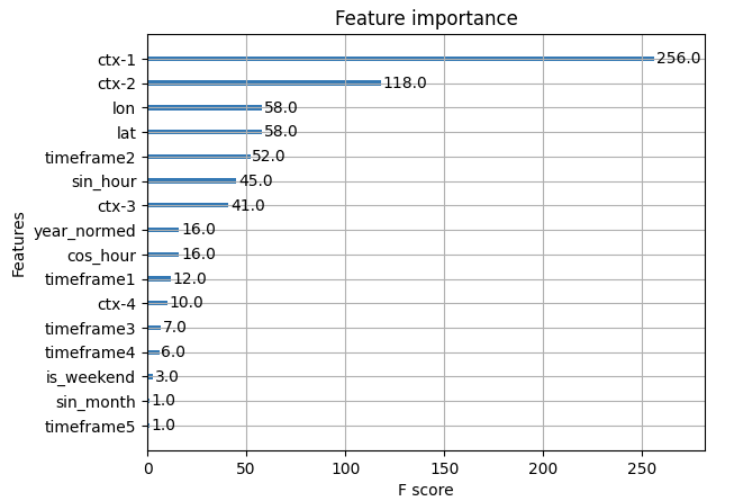 Feature importance
ctx-1 256.0
ctx-2 118.0
lon 58.0
lat 58.0
timeframe2 52.0
sin_hour 45.0
ctx-3 41.0
year_normed 16.0
cos_hour 16.0
timeframe1 12.0
ctx-4 10.0
timeframe3 7.0
timeframe4 6.0
is_weekend 3.0
sin_month 1.0
timeframe5 1.0
Features
0 50 100 150 200 250
F score